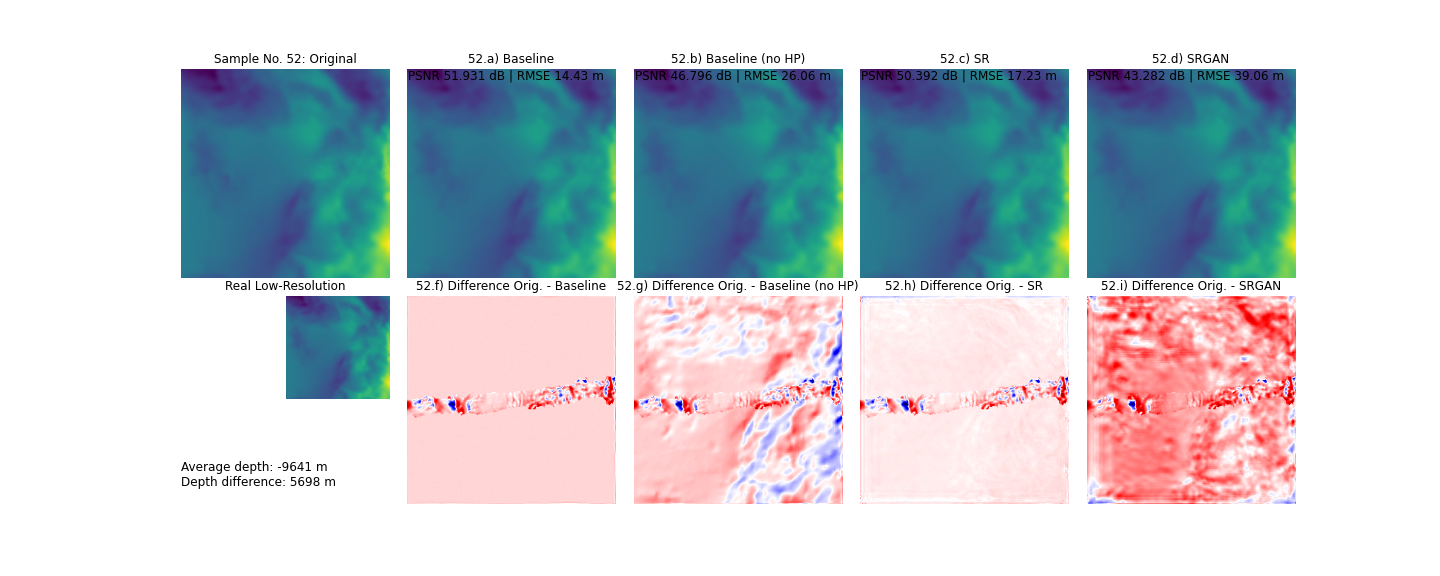 Sample No. 52: Original
52.a) Baseline
52.b) Baseline (no HP)
52.c) SR
52.d) SRGAN
PSNR 51.931 dB | RMSE 14.43 m
PSNR 46.796 dB | RMSE 26.06 m
PSNR 50.392 dB | RMSE 17.23 m
PSNR 43.282 dB | RMSE 39.06 m
Real Low-Resolution
52.f) Difference Orig. - Baseline
52.g) Difference Orig. - Baseline (no HP)
52.h) Difference Orig. - SR
52.i) Difference Orig. - SRGAN
Average depth: -9641 m
Depth difference: 5698 m